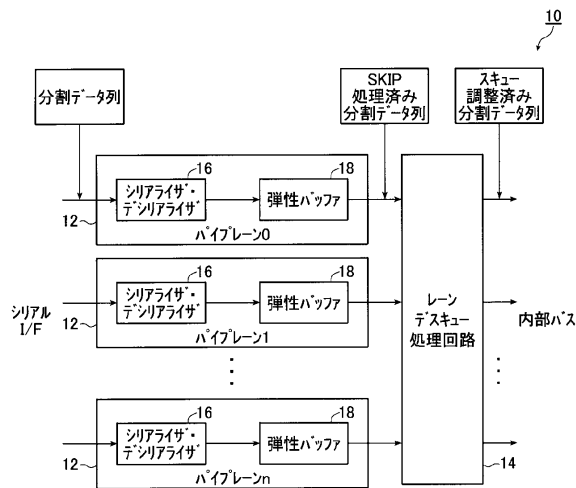 10
分割データ列
SKIP
処理済み
分割データ列
スキュー
調整済み
分割データ列
16
18
シリアライザ・
デシリアライザ
弾性バッファ
12
パイプレーン0
16
18
シリアライザ・
デシリアライザ
弾性バッファ
シリアル
I/F
12
パイプレーン1
レーン
デスキュー
処理回路
内部バス
16
18
シリアライザ・
デシリアライザ
弾性バッファ
12
パイプレーンn
14